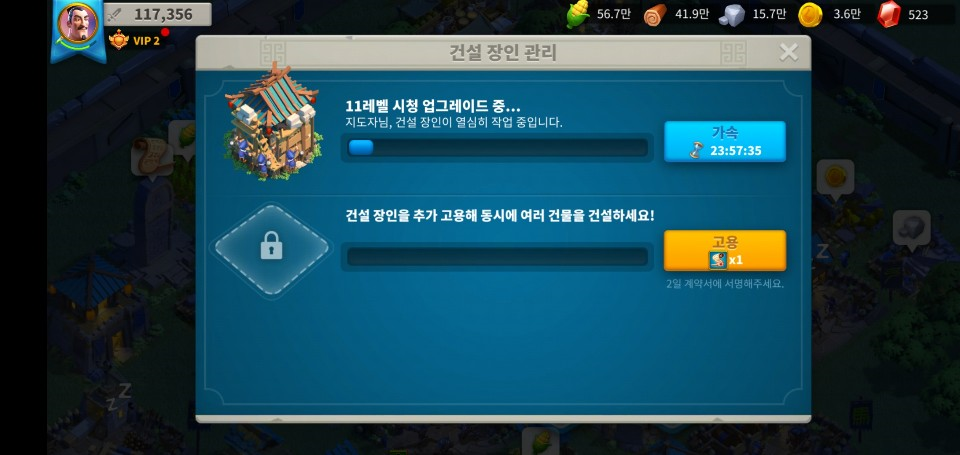 117,356
56.7만
41.9만
15.7만
3.6만
523
VIP 2
건설 장인 관리
11레벨 시청 업그레이드 중...
지도자님, 건설 장인이 열심히 작업 중입니다.
가속
23:57:35
건설 장인을 추가 고용해 동시에 여러 건물을 건설하세요!
고용
x1
2일 계약서에 서명해주세요.
Z
Z
Z